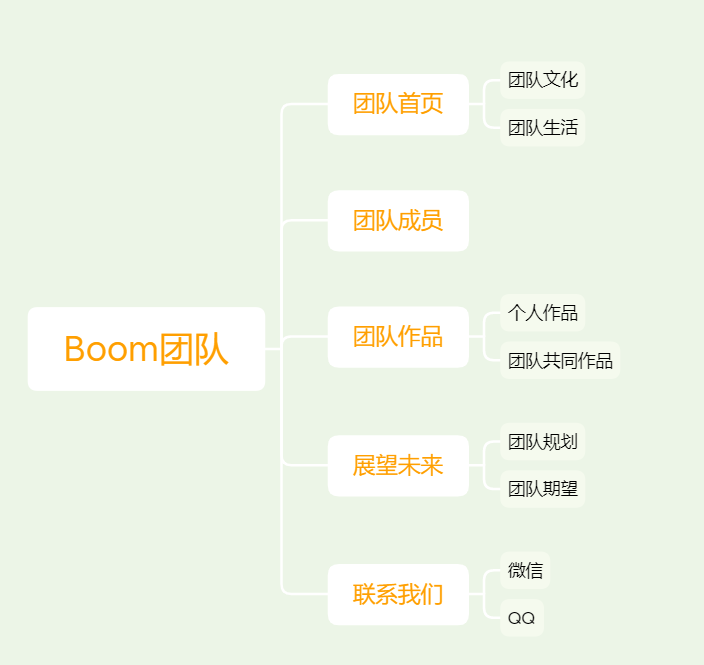 Boom团队
团队首页
团队文化
团队生活
团队成员
团队作品
个人作品
团队共同作品
展望未来
团队规划
团队期望
联系我们
微信
QQ